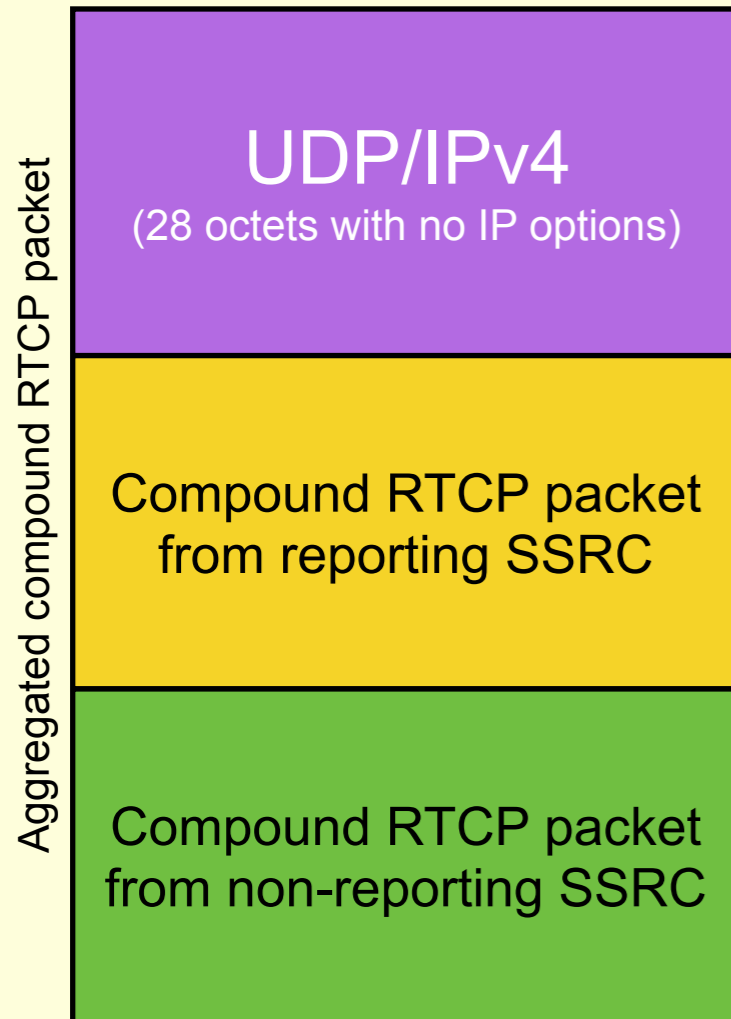 Aggregated compound RTCP packet
UDP/IPv4
(28 octets with no IP options)
Compound RTCP packet
from reporting SSRC
Compound RTCP packet
from non-reporting SSRC